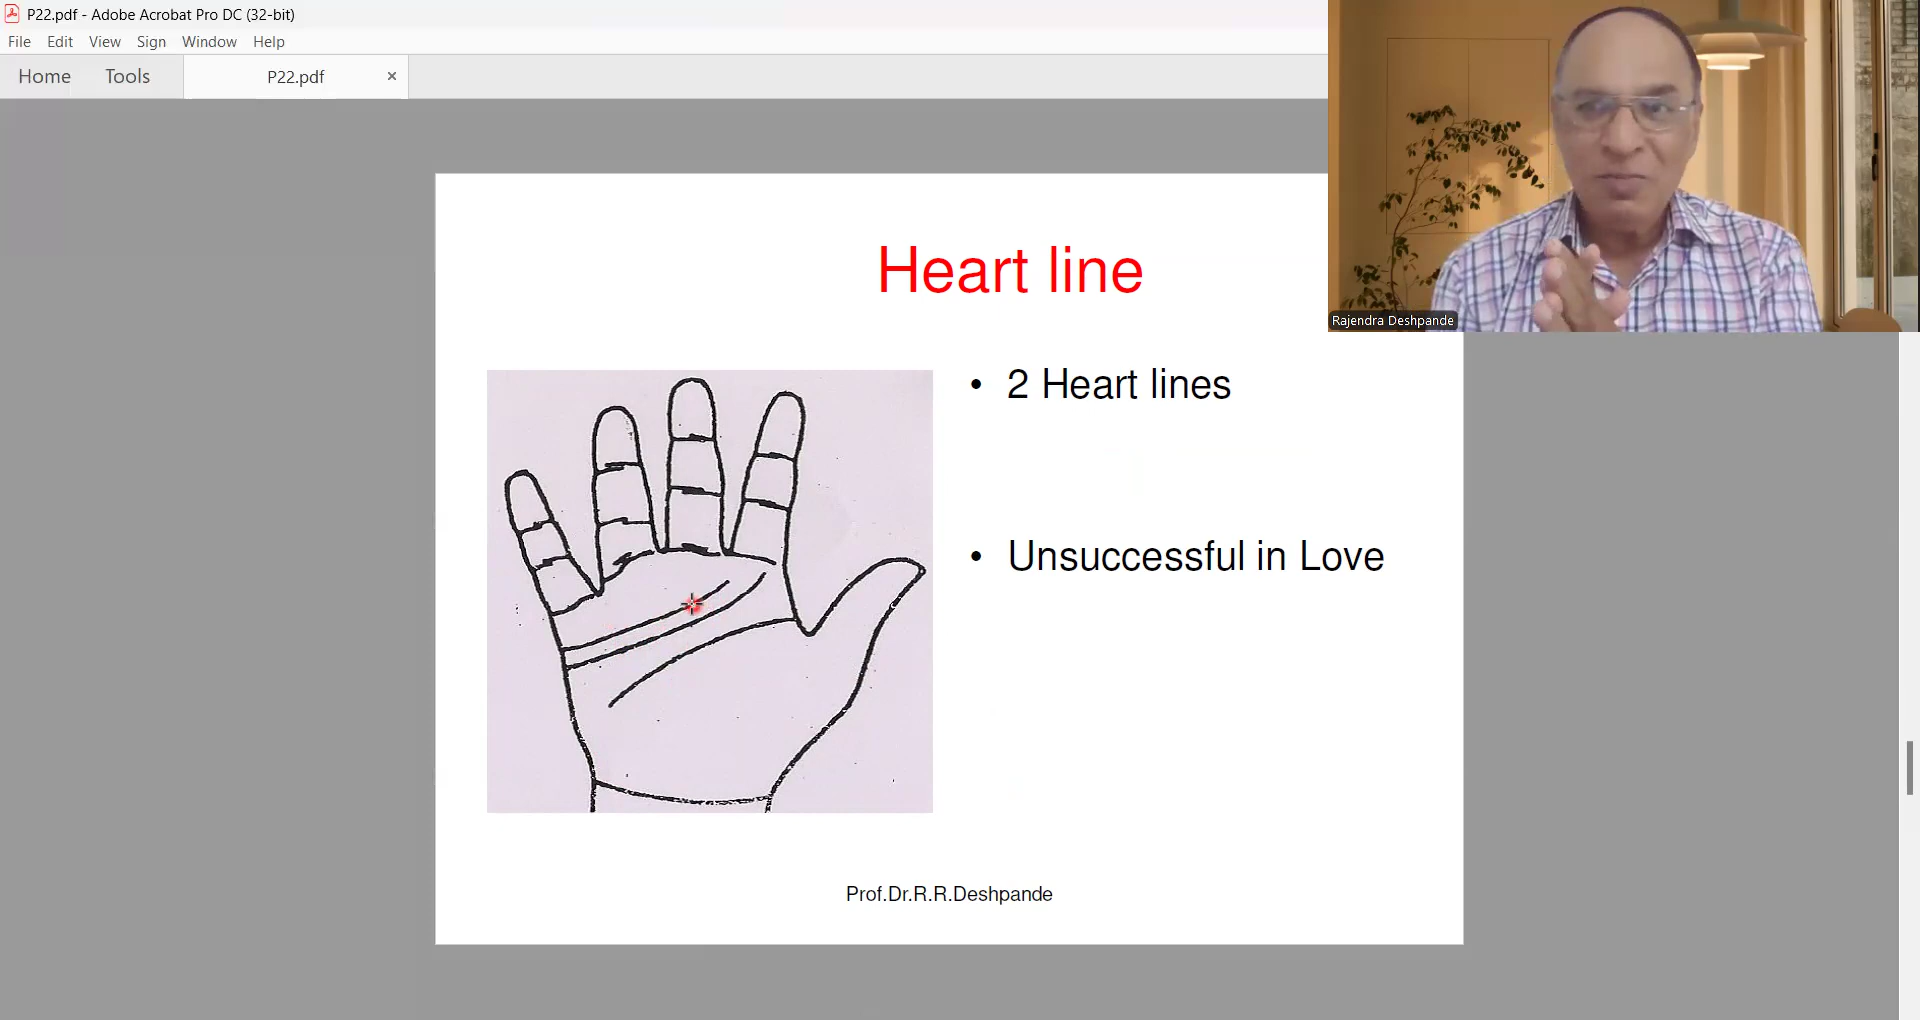 P22.pdf - Adobe Acrobat Pro DC (32-bit)
File Edit View Sign Window Help
Home Tools P22.pdf ×
Rajendra Deshpande
Heart line
• 2 Heart lines
• Unsuccessful in Love
Prof.Dr.R.R.Deshpande